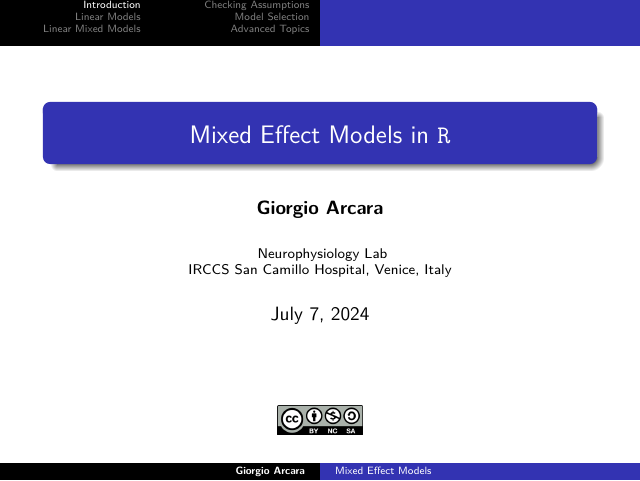 Introduction
Linear Models
Linear Mixed Models
Checking Assumptions
Model Selection
Advanced Topics
Mixed Effect Models in R
Giorgio Arcara
Neurophysiology Lab
IRCCS San Camillo Hospital, Venice, Italy
July 7, 2024
cc
BY NC SA
Giorgio Arcara Mixed Effect Models